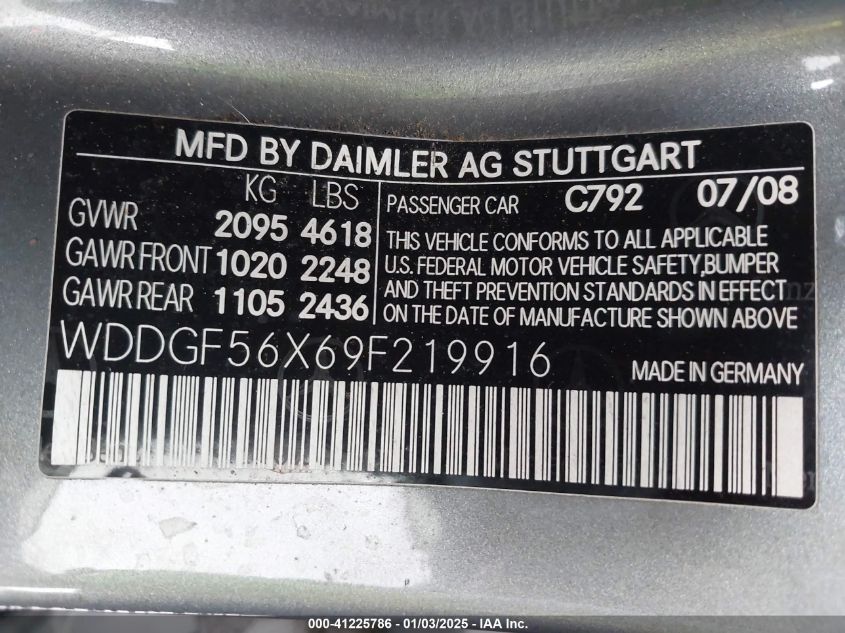 MFD BY DAIMLER AG STUTTGART
KG LBS
GVWR 2095 4618
GAWR FRONT 1020 2248
GAWR REAR 1105 2436
PASSENGER CAR C792 07/08
THIS VEHICLE CONFORMS TO ALL APPLICABLE
U.S. FEDERAL MOTOR VEHICLE SAFETY,BUMPER
AND THEFT PREVENTION STANDARDS IN EFFECT
ON THE DATE OF MANUFACTURE SHOWN ABOVE
WDDGF56X69F219916
MADE IN GERMANY
000-41225786 - 01/03/2025 - IAA Inc.